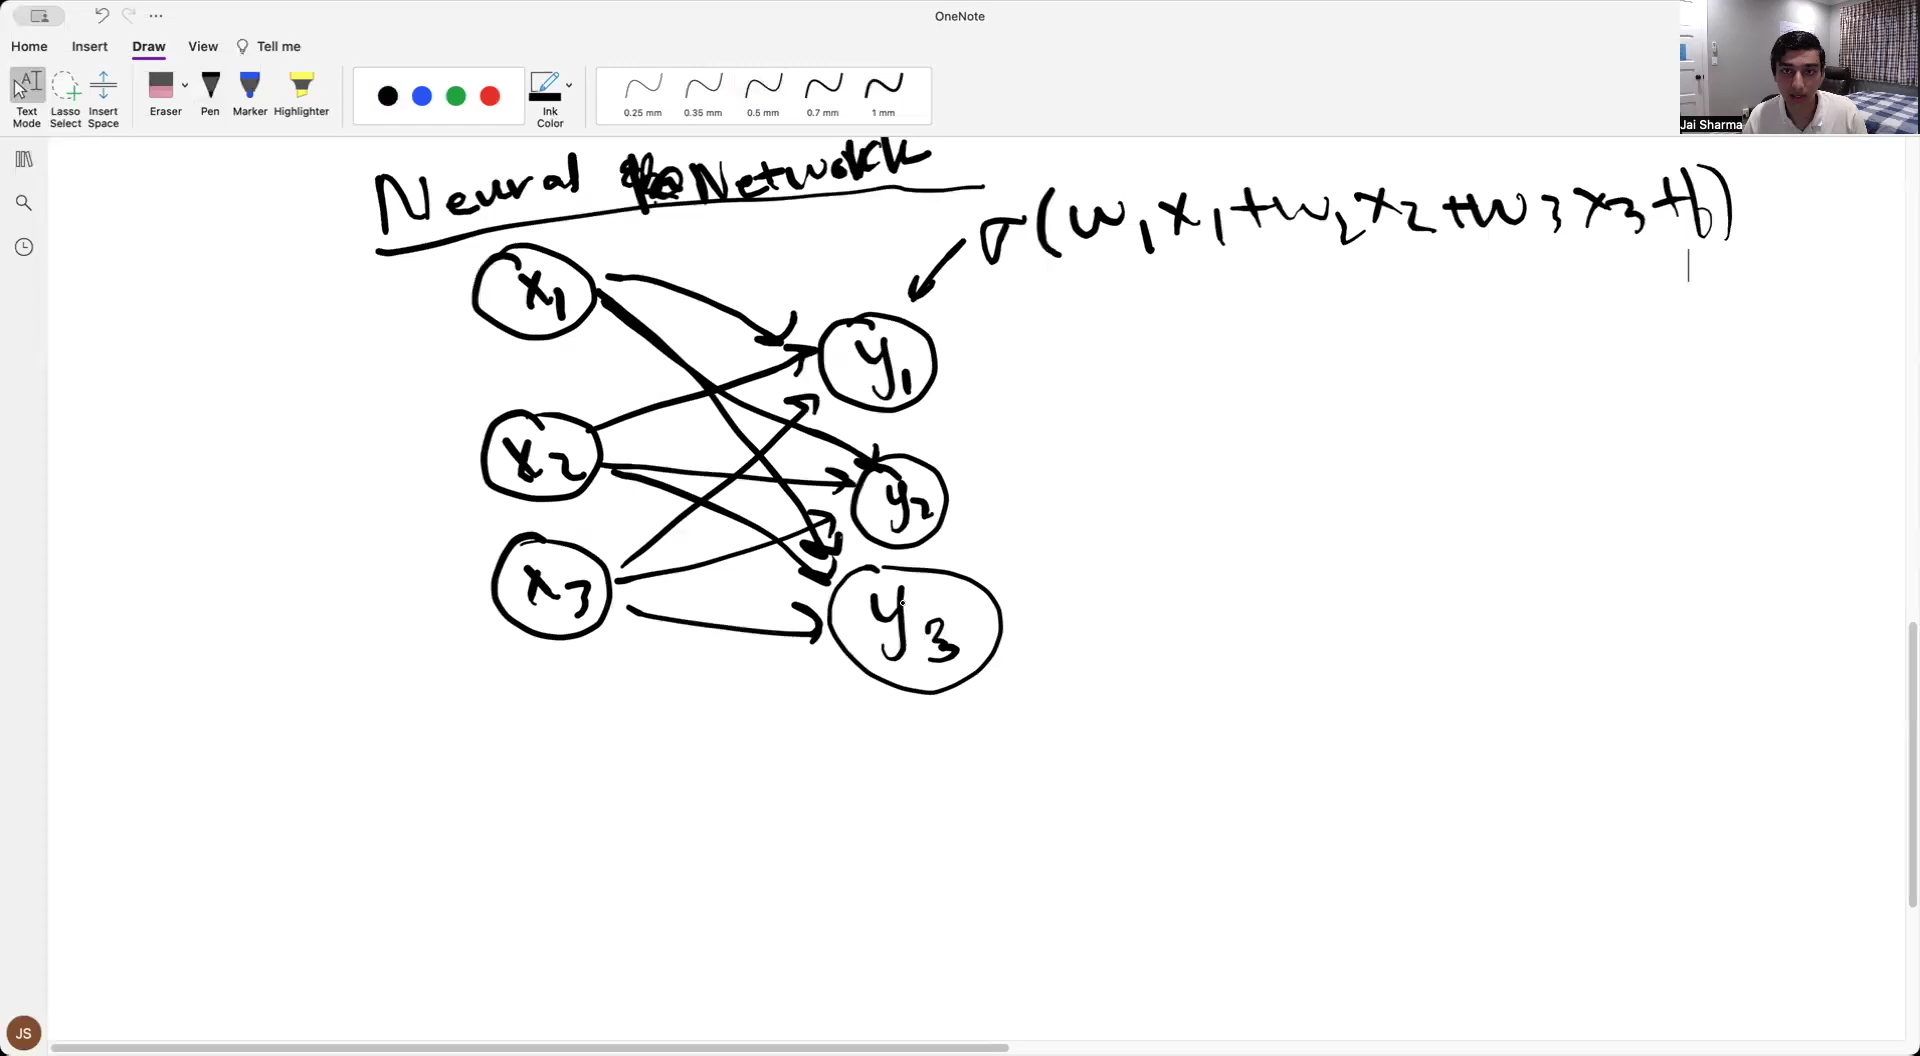 OneNote
Home Insert Draw View Tell me
Text Mode Lasso Select Insert Space Eraser Pen Marker Highlighter Ink Color 0.25 mm 0.35 mm 0.5 mm 0.7 mm 1 mm
Jai Sharma
Neural Network
σ(w₁x₁+w₂x₂+w₃x₃+b)
x₁
y₁
x₂
y₂
x₃
y₃
JS